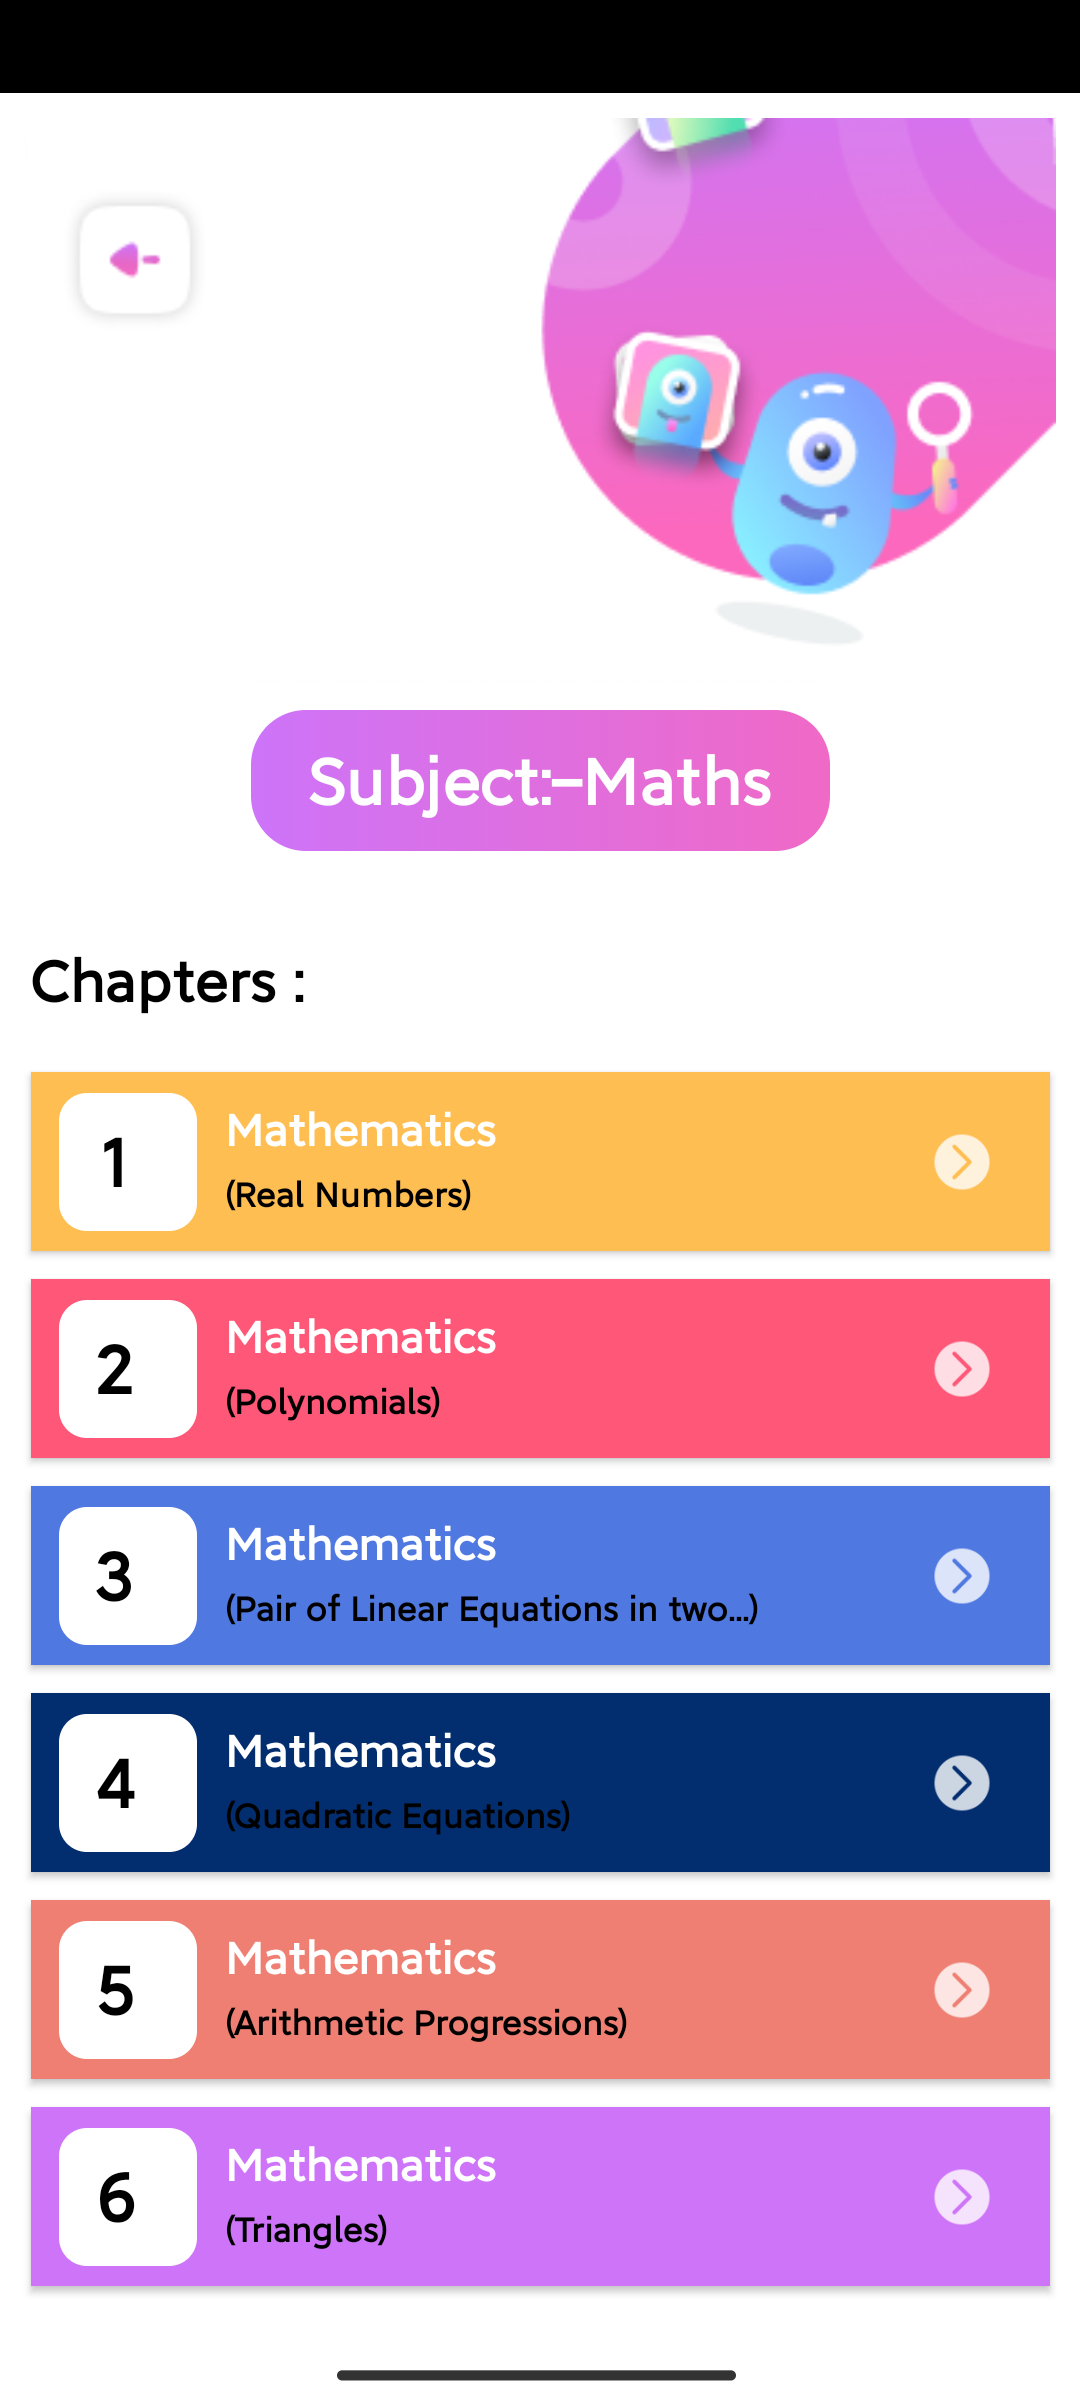 Subject:-Maths
Chapters :
1
Mathematics
(Real Numbers)
2
Mathematics
(Polynomials)
3
Mathematics
(Pair of Linear Equations in two...)
4
Mathematics
(Quadratic Equations)
5
Mathematics
(Arithmetic Progressions)
6
Mathematics
(Triangles)